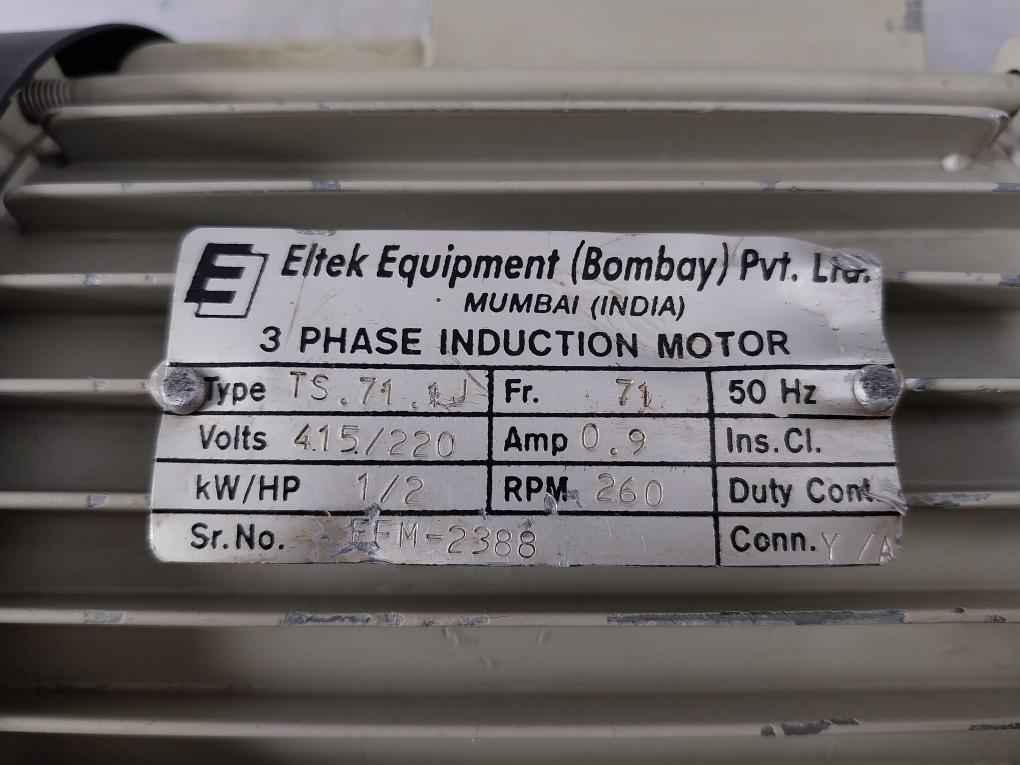 E Eltek Equipment (Bombay) Pvt. Ltd.
MUMBAI (INDIA)
3 PHASE INDUCTION MOTOR
Type TS.71. Fr. 71 50 Hz
Volts 415/220 Amp 0.9 Ins.Cl.
kW/HP 1/2 RPM 260 Duty Cont.
Sr.No. EFM-2388 Conn. Y/A